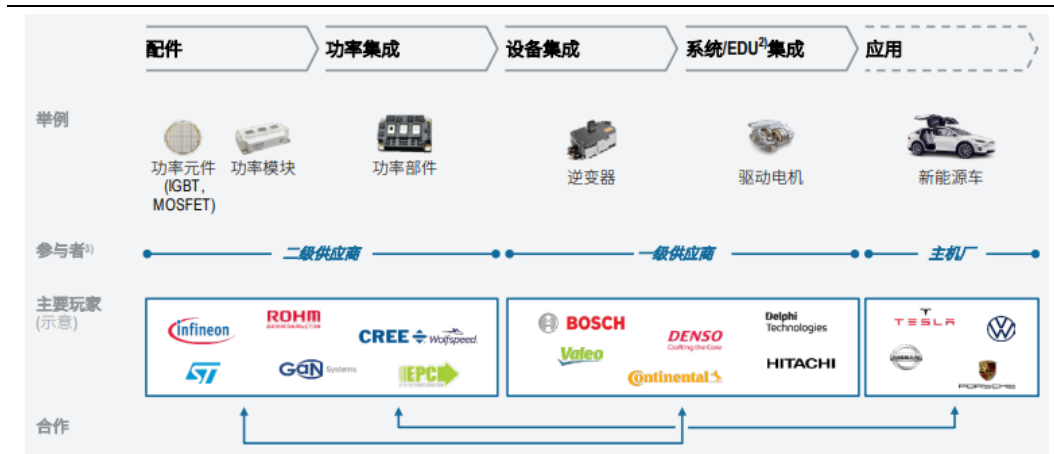 配件
功率集成
设备集成
系统/EDU²⁾集成
应用
举例
功率元件
(IGBT,
MOSFET)
功率模块
功率部件
逆变器
驱动电机
新能源车
参与者³⁾
二级供应商
一级供应商
主机厂
主要玩家
(示意)
infineon
ROHM
SEMICONDUCTOR
CREE
Wolfspeed.
ST
GaN Systems
EPC
BOSCH
Valeo
DENSO
Crafting the Core
Continental
Delphi
Technologies
HITACHI
TESLA
NISSAN
PORSCHE
合作